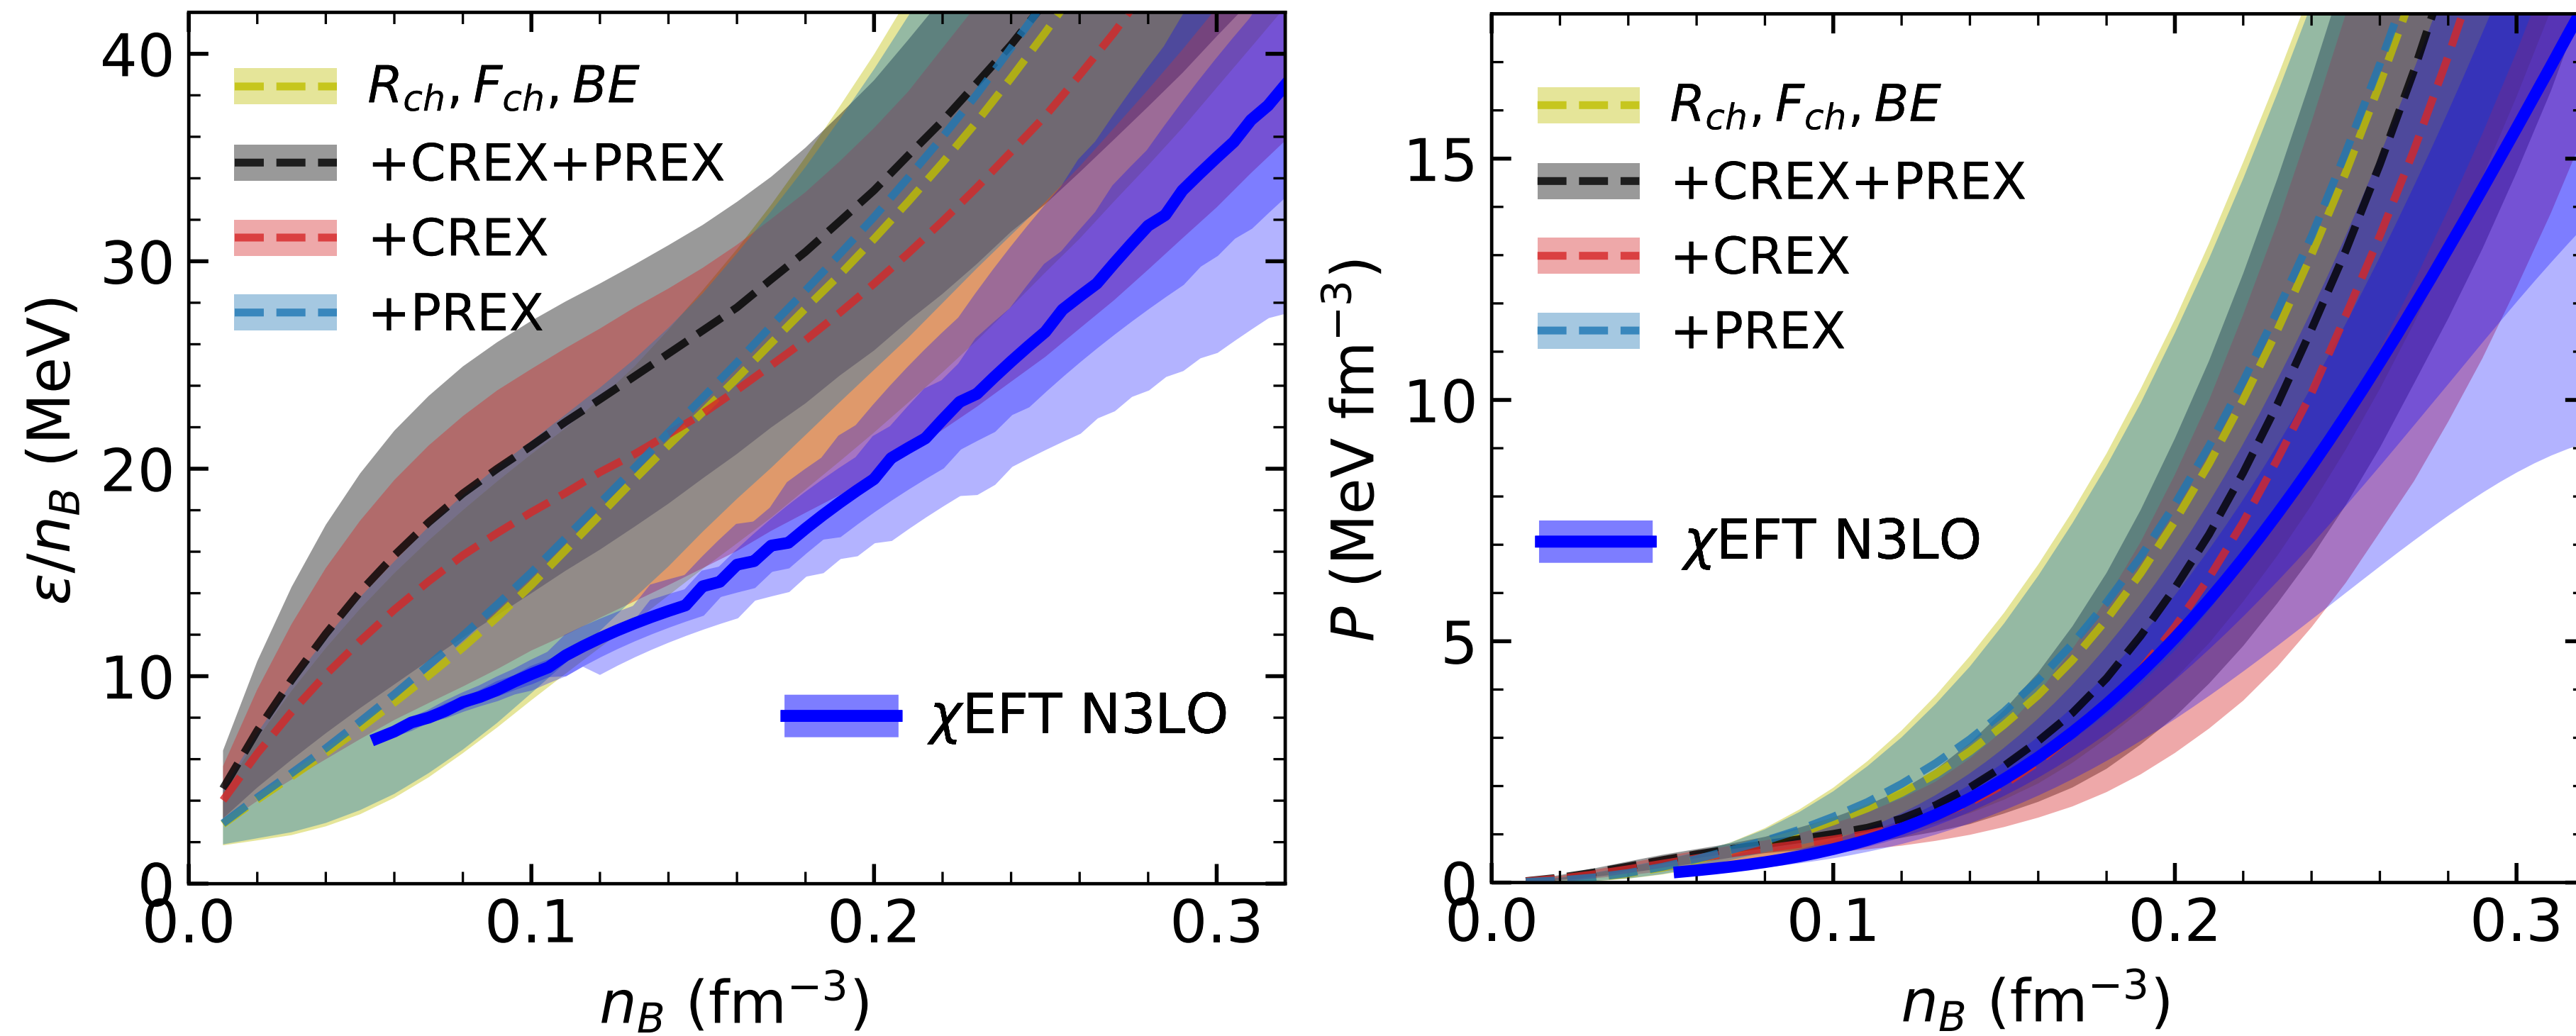 ε/n_B (MeV)
40
30
20
10
0
R_ch, F_ch, BE
+CREX+PREX
+CREX
+PREX
χEFT N3LO
0.0 0.1 0.2 0.3
n_B (fm⁻³)
P (MeV fm⁻³)
15
10
5
0
R_ch, F_ch, BE
+CREX+PREX
+CREX
+PREX
χEFT N3LO
0.0 0.1 0.2 0.3
n_B (fm⁻³)